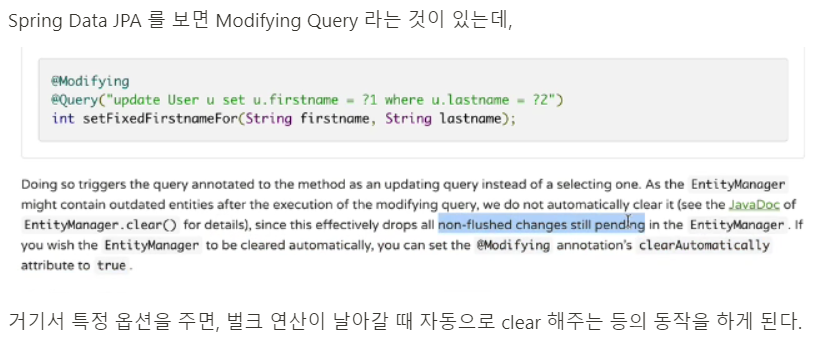 Spring Data JPA 를 보면 Modifying Query 라는 것이 있는데,
@Modifying
@Query("update User u set u.firstname = ?1 where u.lastname = ?2")
int setFixedFirstnameFor(String firstname, String lastname);
Doing so triggers the query annotated to the method as an updating query instead of a selecting one. As the EntityManager
might contain outdated entities after the execution of the modifying query, we do not automatically clear it (see the JavaDoc of
EntityManager.clear() for details), since this effectively drops all non-flushed changes still pending in the EntityManager. If
you wish the EntityManager to be cleared automatically, you can set the @Modifying annotation's clearAutomatically
attribute to true.
거기서 특정 옵션을 주면, 벌크 연산이 날아갈 때 자동으로 clear 해주는 등의 동작을 하게 된다.